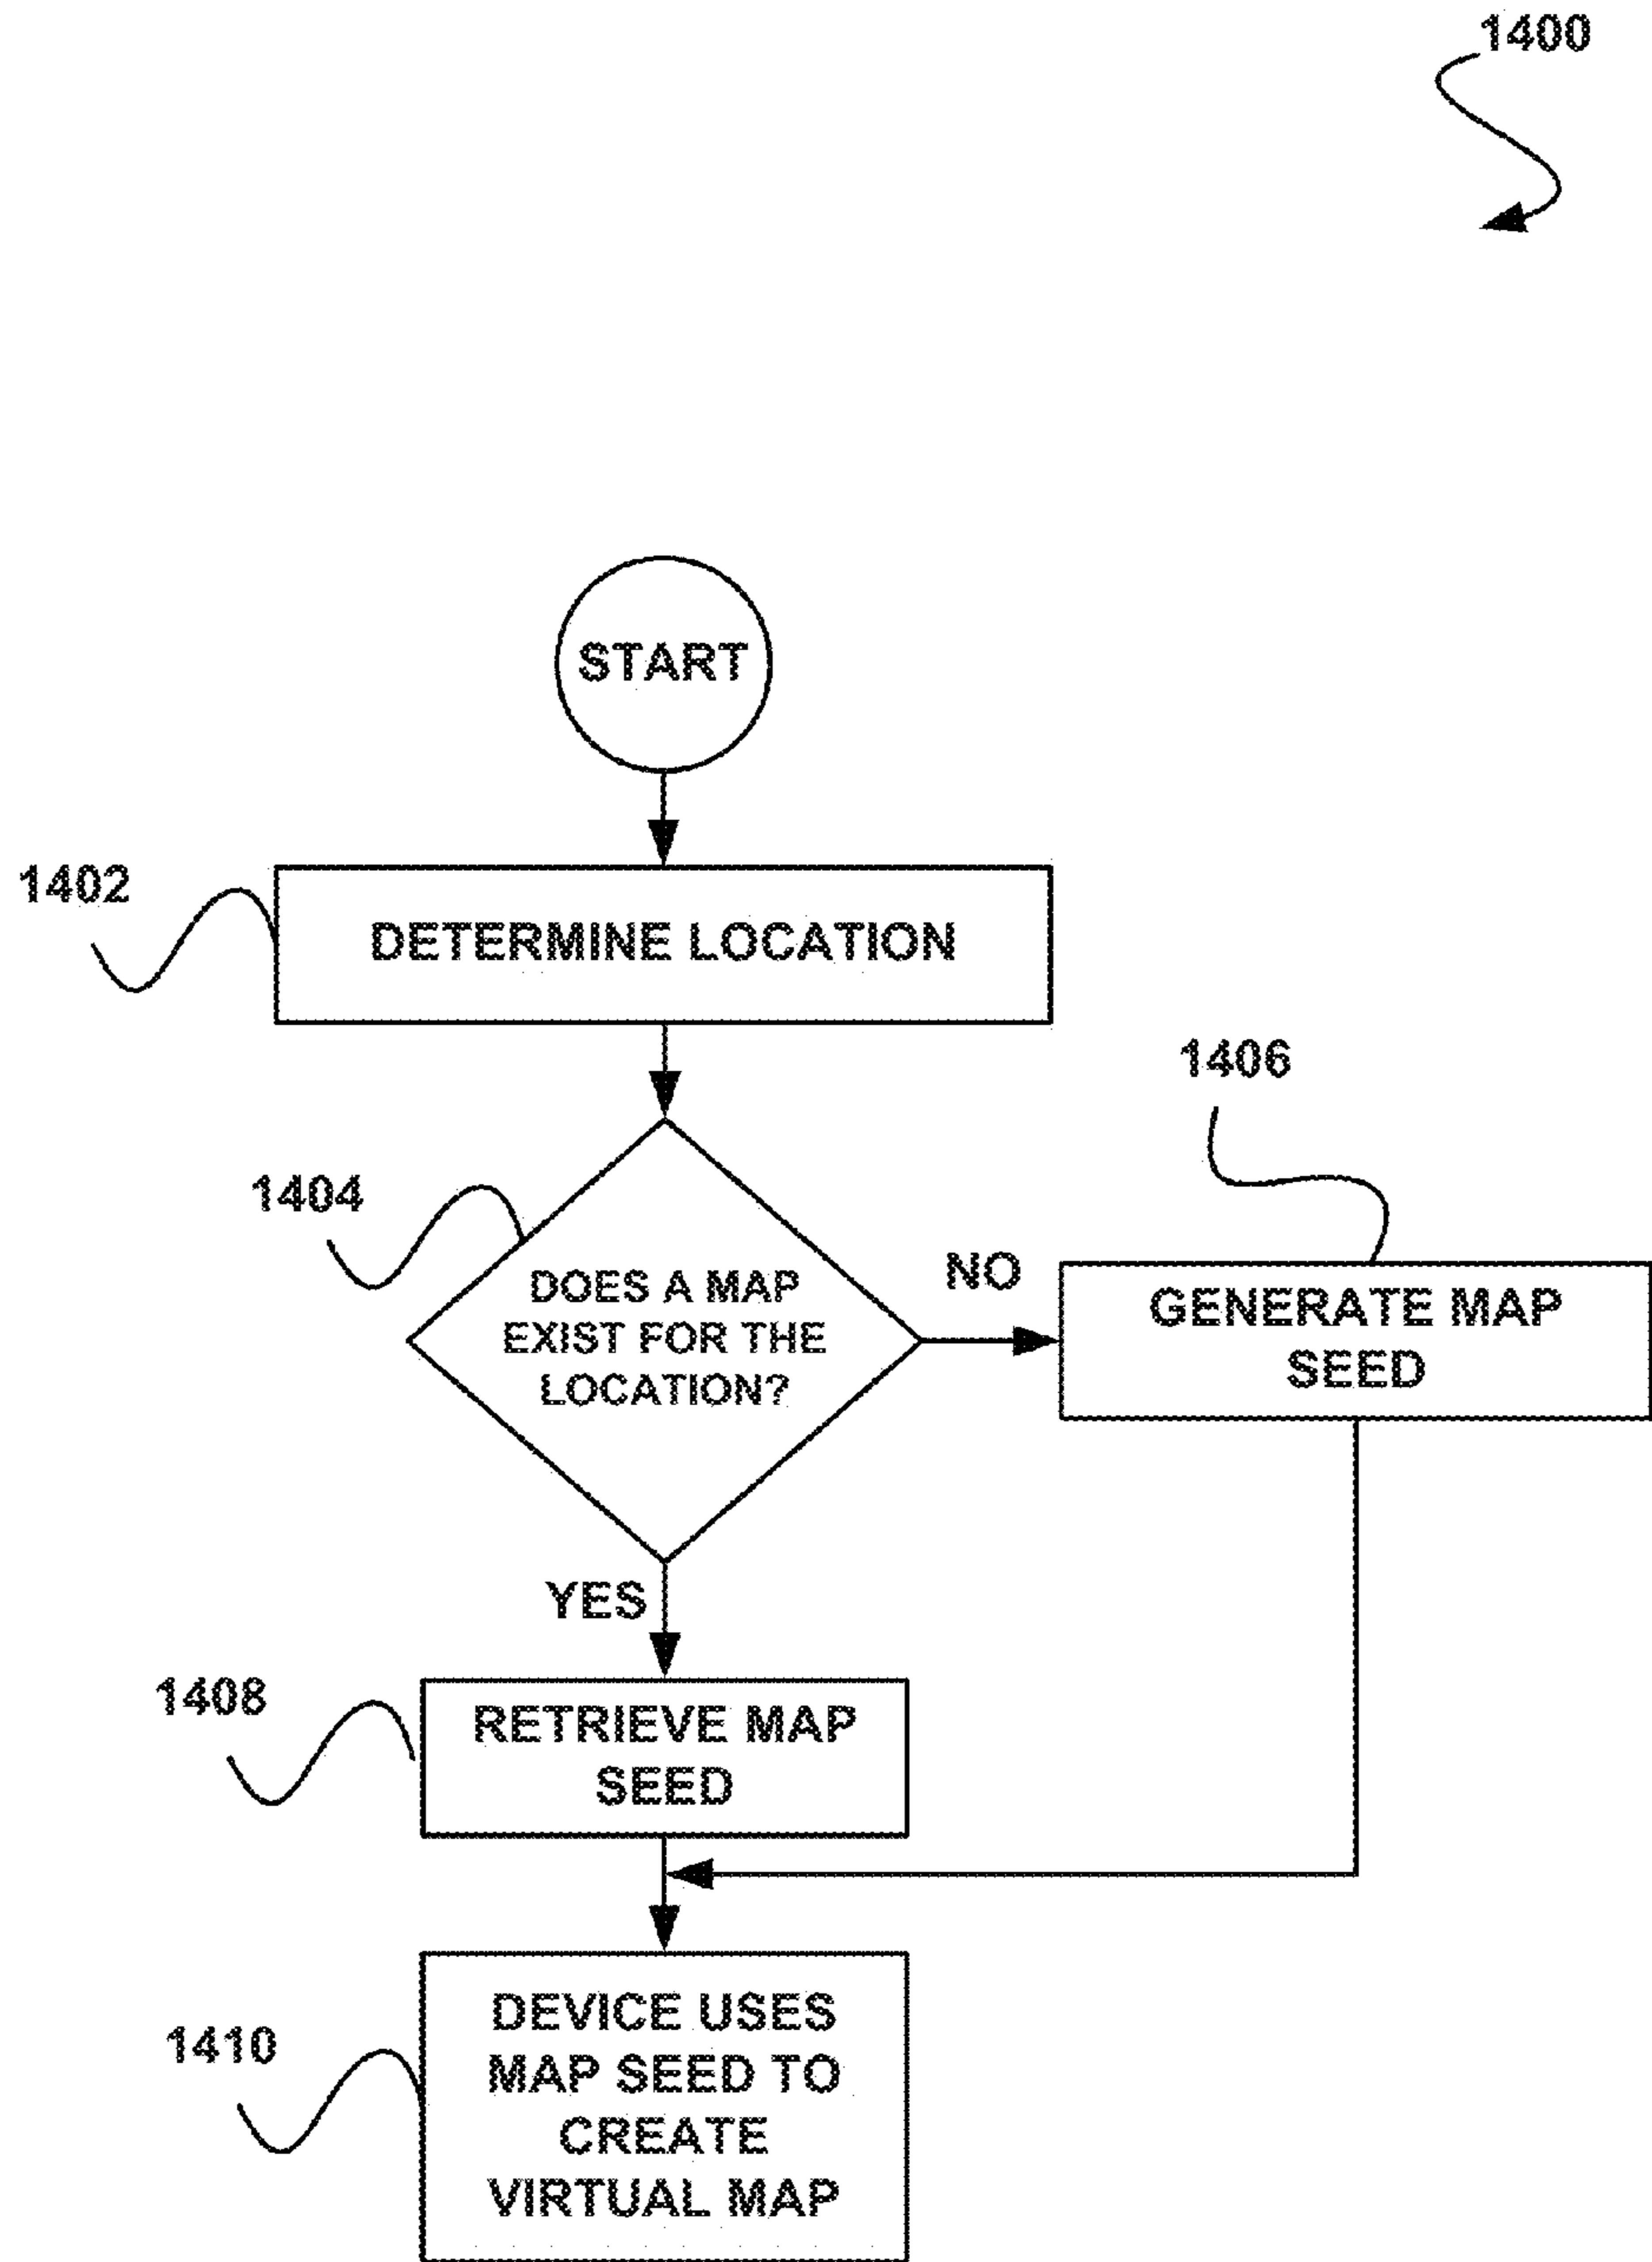 1400
START
1402
DETERMINE LOCATION
1406
1404
DOES A MAP
EXIST FOR THE
LOCATION?
NO
GENERATE MAP
SEED
YES
1408
RETRIEVE MAP
SEED
1410
DEVICE USES
MAP SEED TO
CREATE
VIRTUAL MAP